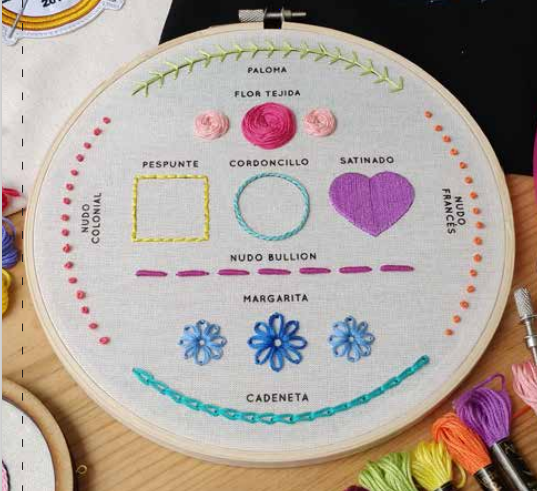 PALOMA
FLOR TEJIDA
PESPUNTE
CORDONCILLO
SATINADO
NUDO
COLONIAL
NUDO
FRANCÉS
NUDO BULLION
MARGARITA
CADENETA